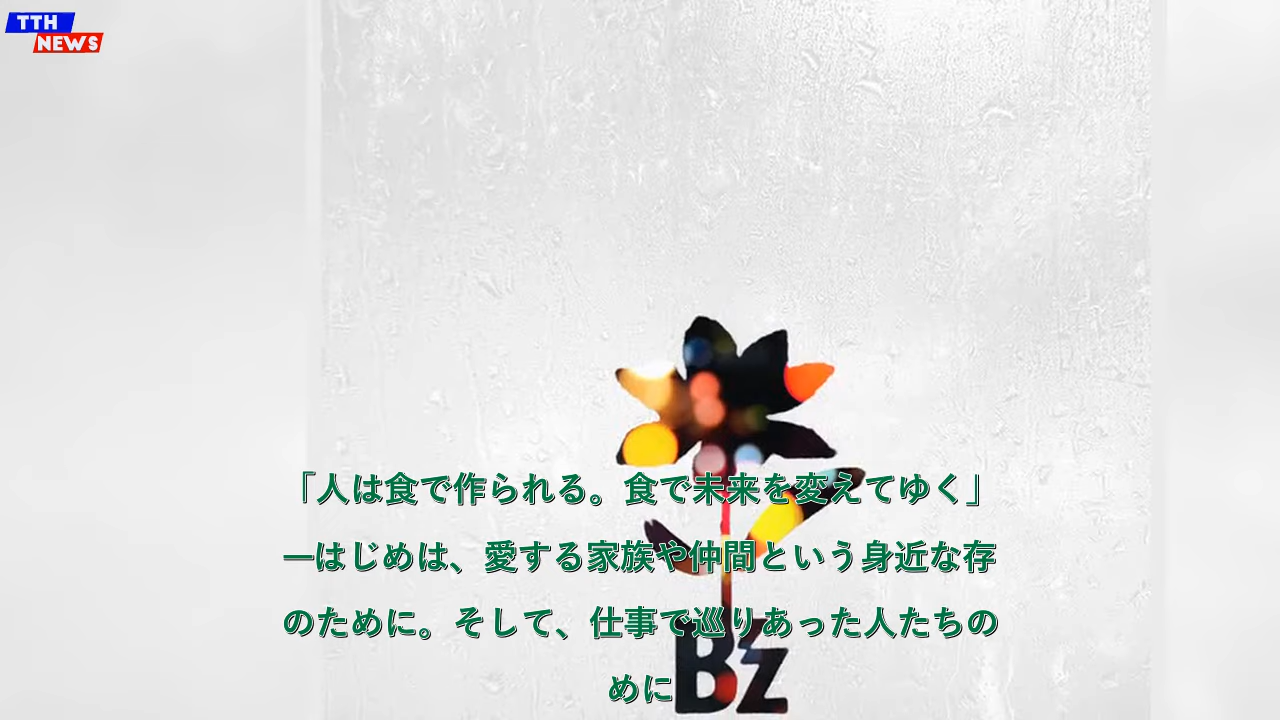 TTH
NEWS
「人は食で作られる。食で未来を変えてゆく」
―はじめは、愛する家族や仲間という身近な存
のために。そして、仕事で巡りあった人たちの
めに
B'z